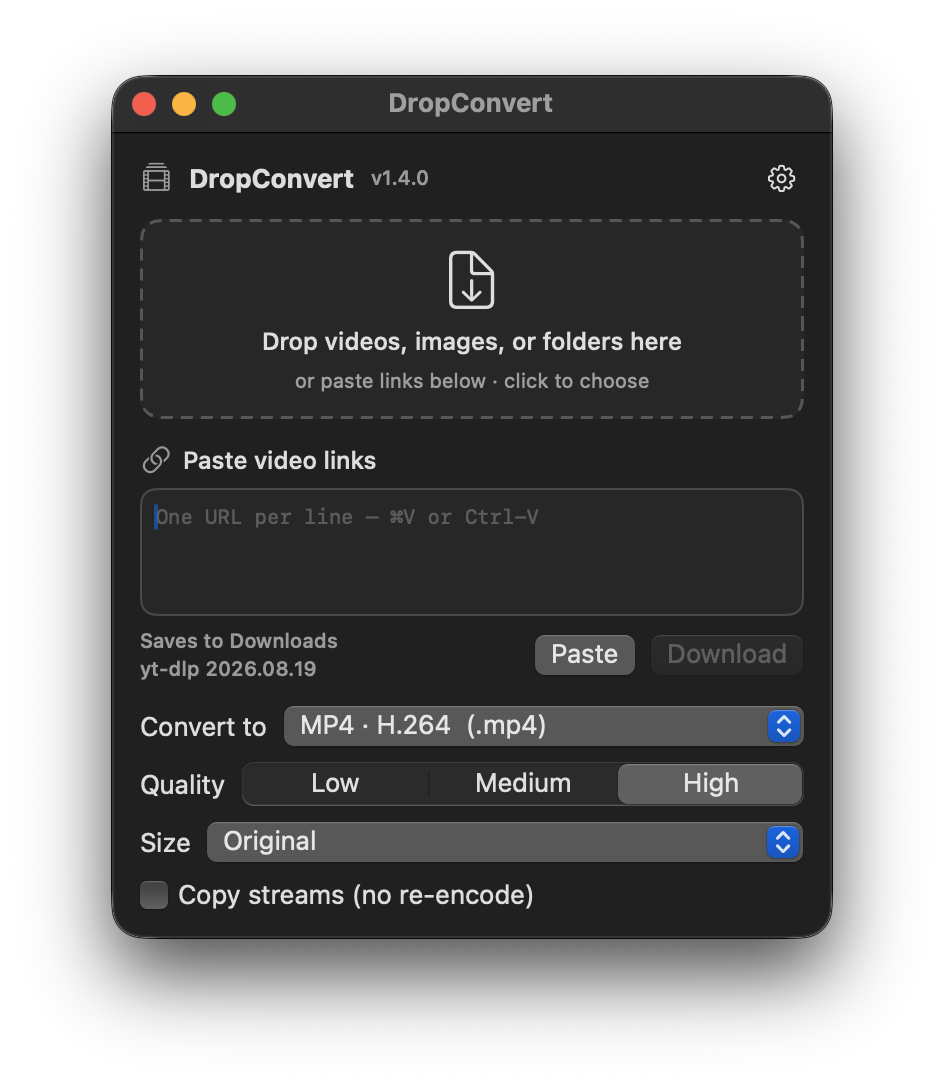 DropConvert
DropConvert v1.4.0
Drop videos, images, or folders here
or paste links below · click to choose
Paste video links
One URL per line — ⌘V or Ctrl-V
Saves to Downloads
yt-dlp 2026.08.19
Paste Download
Convert to MP4 · H.264 (.mp4)
Quality Low Medium High
Size Original
Copy streams (no re-encode)